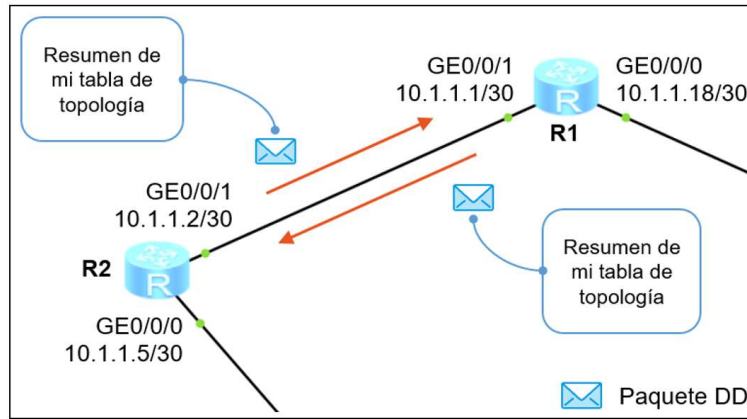 Resumen de
mi tabla de
topología
GE0/0/1
10.1.1.1/30
GE0/0/0
10.1.1.18/30
R
R1
GE0/0/1
10.1.1.2/30
R2
R
GE0/0/0
10.1.1.5/30
Resumen de
mi tabla de
topología
Paquete DD